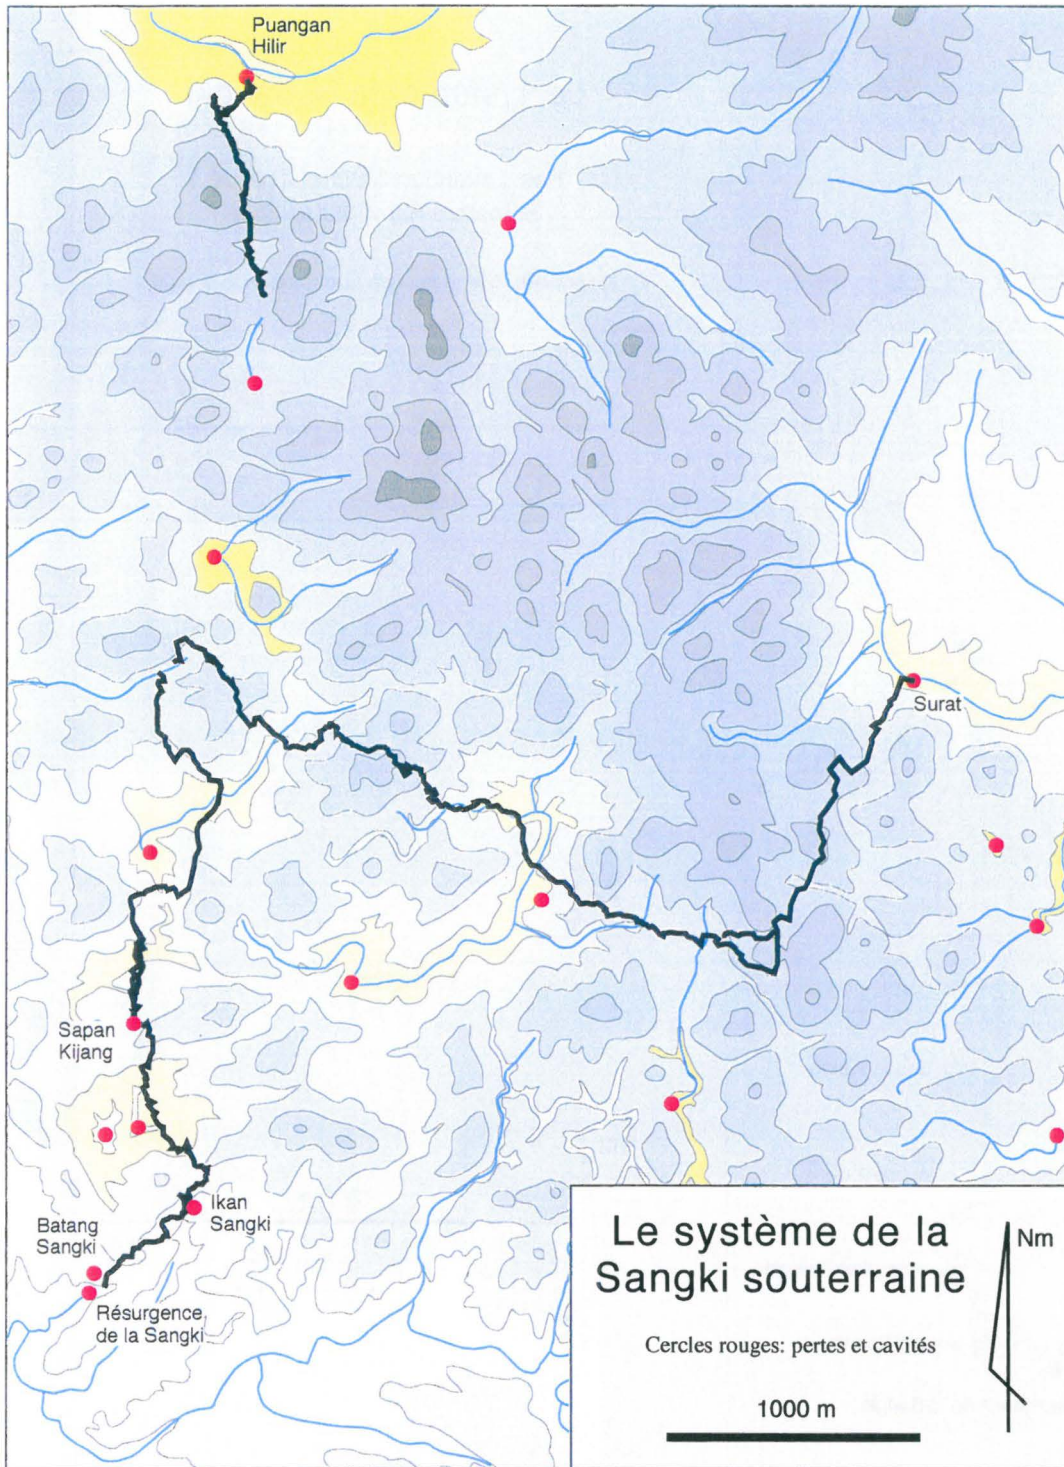 Puangan
Hilir
Surat
Sapan
Kijang
Ikan
Sangki
Batang
Sangki
Résurgence
de la Sangki
Le système de la
Sangki souterraine
Nm
Cercles rouges: pertes et cavités
1000 m